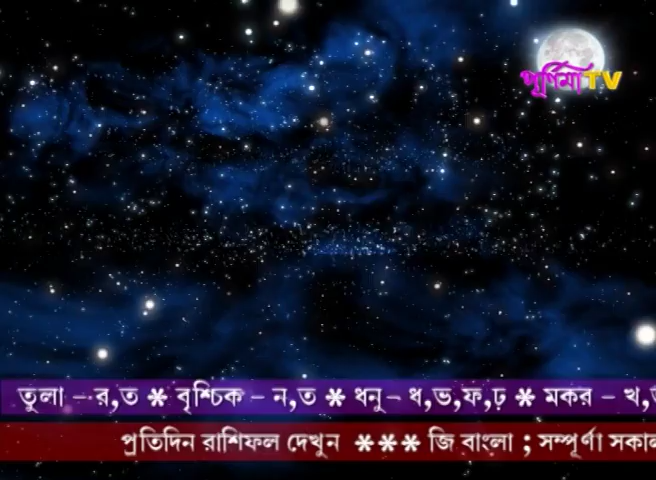 পূর্ণিমা TV
তুলা – র,ত * বৃশ্চিক – ন,ত * ধনু – ধ,ভ,ফ,ঢ় * মকর – খ,
প্রতিদিন রাশিফল দেখুন *** জি বাংলা ; সম্পূর্ণা সকাল